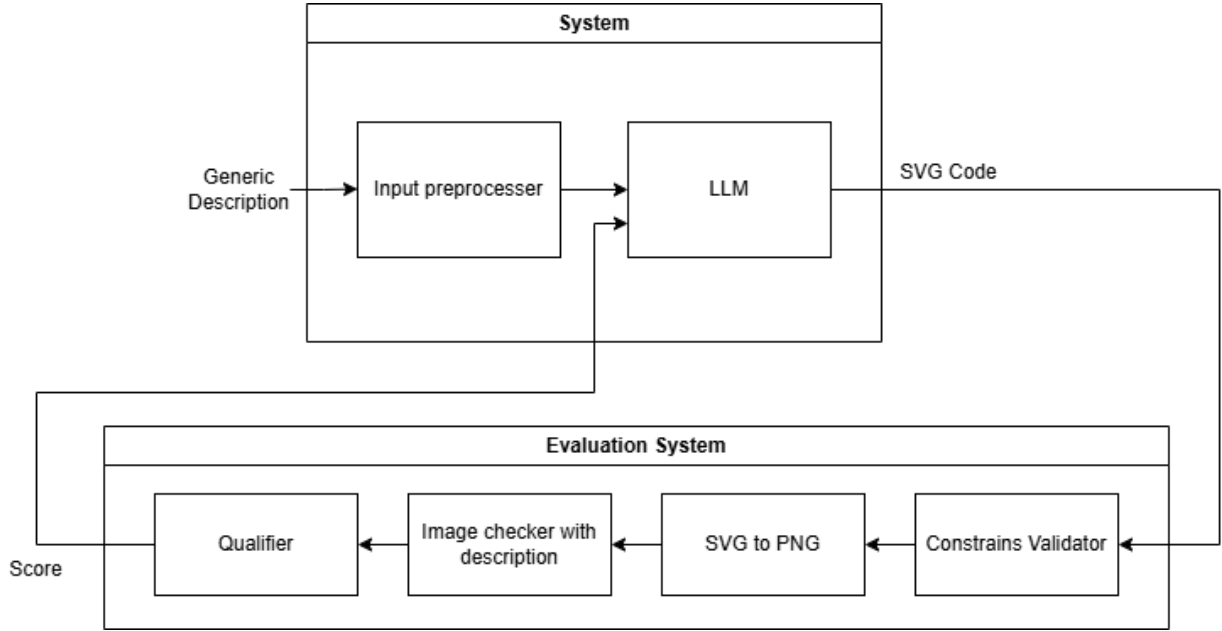 System
Generic
Description
Input preprocesser
LLM
SVG Code
Evaluation System
Qualifier
Image checker with
description
SVG to PNG
Constrains Validator
Score